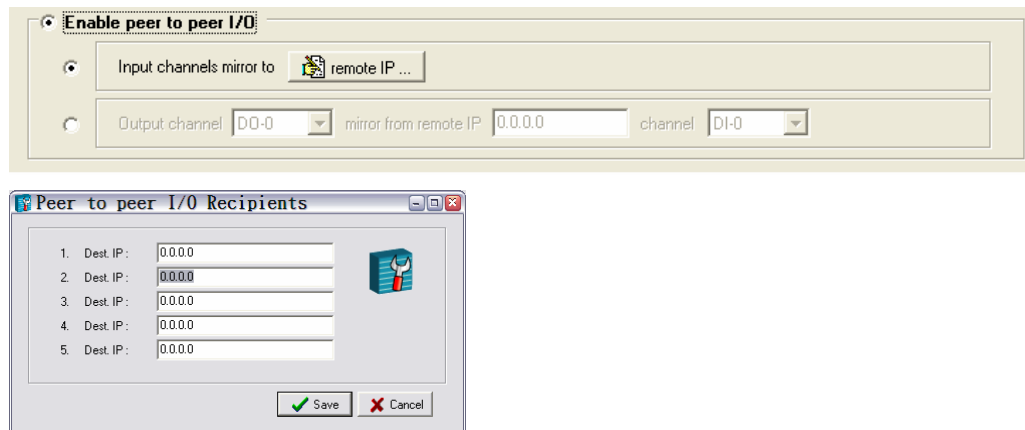 Enable peer to peer I/O
Input channels mirror to remote IP ...
Output channel DO-0 mirror from remote IP 0.0.0.0 channel DI-0
Peer to peer I/O Recipients
1. Dest. IP : 0.0.0.0
2. Dest. IP : 0.0.0.0
3. Dest. IP : 0.0.0.0
4. Dest. IP : 0.0.0.0
5. Dest. IP : 0.0.0.0
Save Cancel